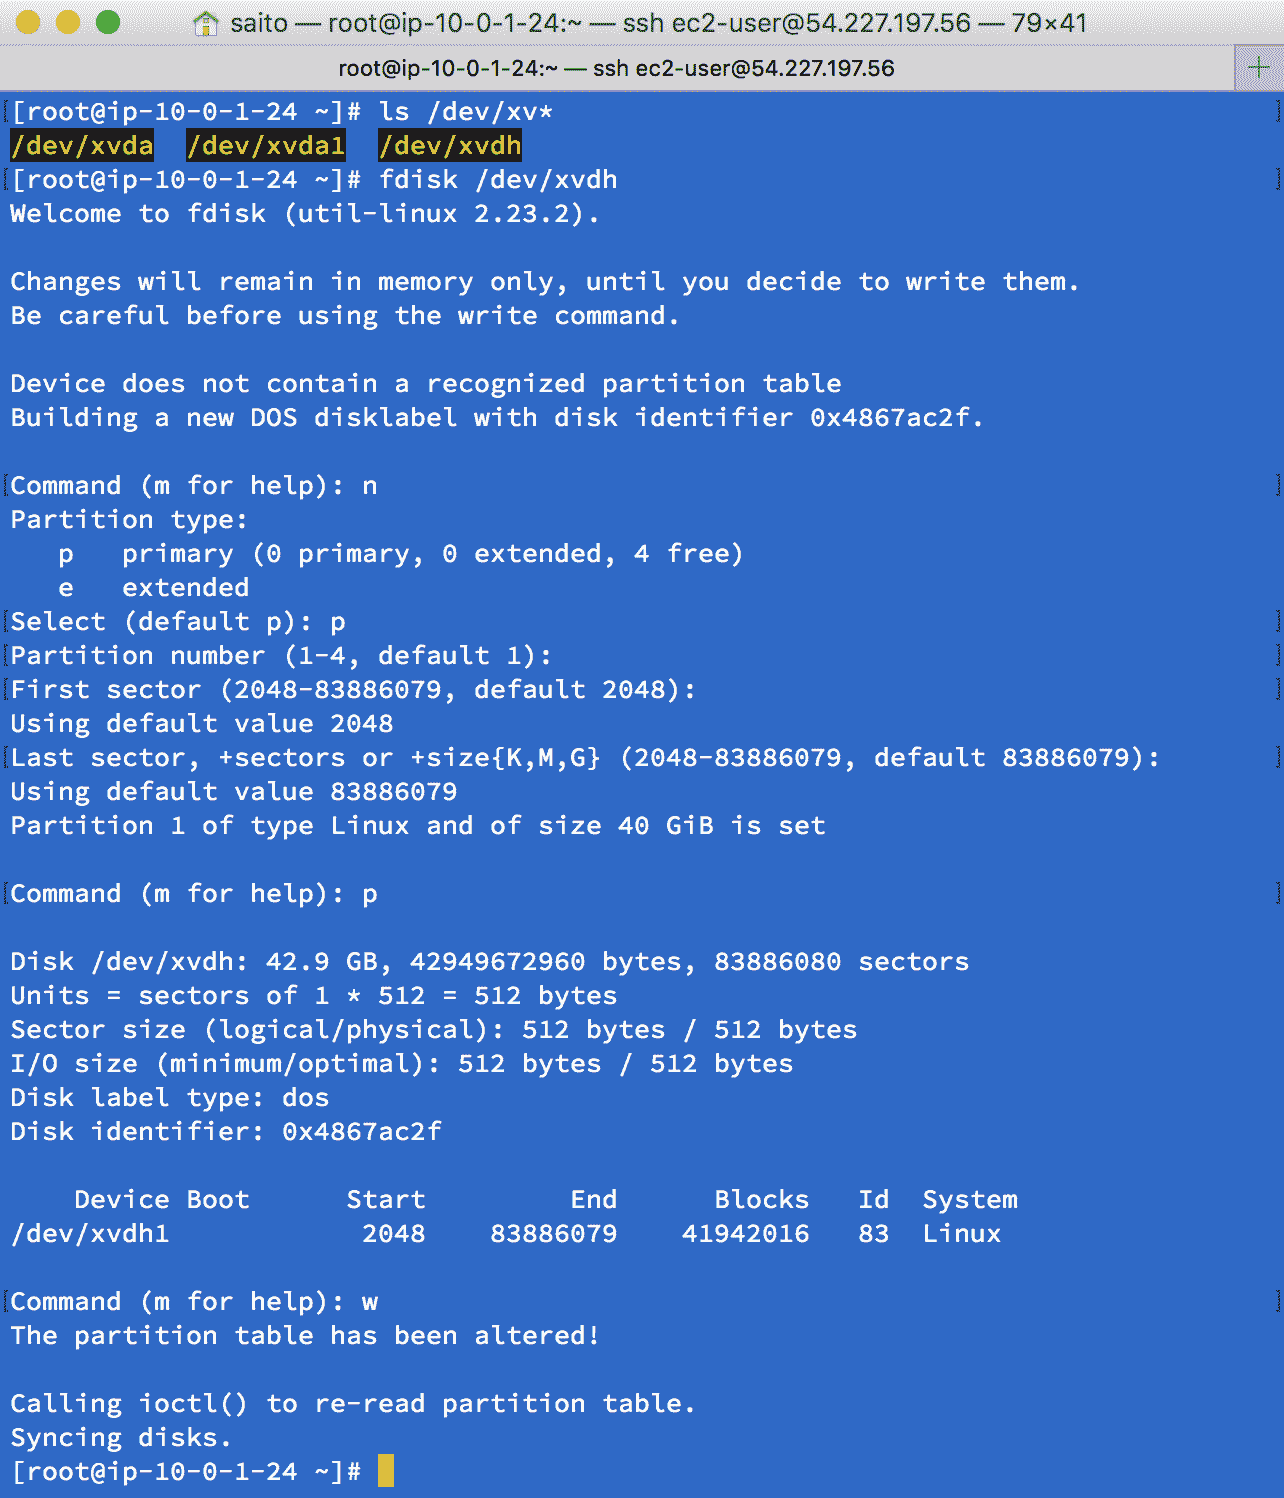 saito — root@ip-10-0-1-24:~ — ssh ec2-user@54.227.197.56 — 79×41
root@ip-10-0-1-24:~ — ssh ec2-user@54.227.197.56
[root@ip-10-0-1-24 ~]# ls /dev/xv*
/dev/xvda  /dev/xvda1  /dev/xvdh
[root@ip-10-0-1-24 ~]# fdisk /dev/xvdh
Welcome to fdisk (util-linux 2.23.2).

Changes will remain in memory only, until you decide to write them.
Be careful before using the write command.

Device does not contain a recognized partition table
Building a new DOS disklabel with disk identifier 0x4867ac2f.

Command (m for help): n
Partition type:
   p   primary (0 primary, 0 extended, 4 free)
   e   extended
Select (default p): p
Partition number (1-4, default 1):
First sector (2048-83886079, default 2048):
Using default value 2048
Last sector, +sectors or +size{K,M,G} (2048-83886079, default 83886079):
Using default value 83886079
Partition 1 of type Linux and of size 40 GiB is set

Command (m for help): p

Disk /dev/xvdh: 42.9 GB, 42949672960 bytes, 83886080 sectors
Units = sectors of 1 * 512 = 512 bytes
Sector size (logical/physical): 512 bytes / 512 bytes
I/O size (minimum/optimal): 512 bytes / 512 bytes
Disk label type: dos
Disk identifier: 0x4867ac2f

    Device Boot      Start         End      Blocks   Id  System
/dev/xvdh1            2048    83886079    41942016   83  Linux

Command (m for help): w
The partition table has been altered!

Calling ioctl() to re-read partition table.
Syncing disks.
[root@ip-10-0-1-24 ~]#